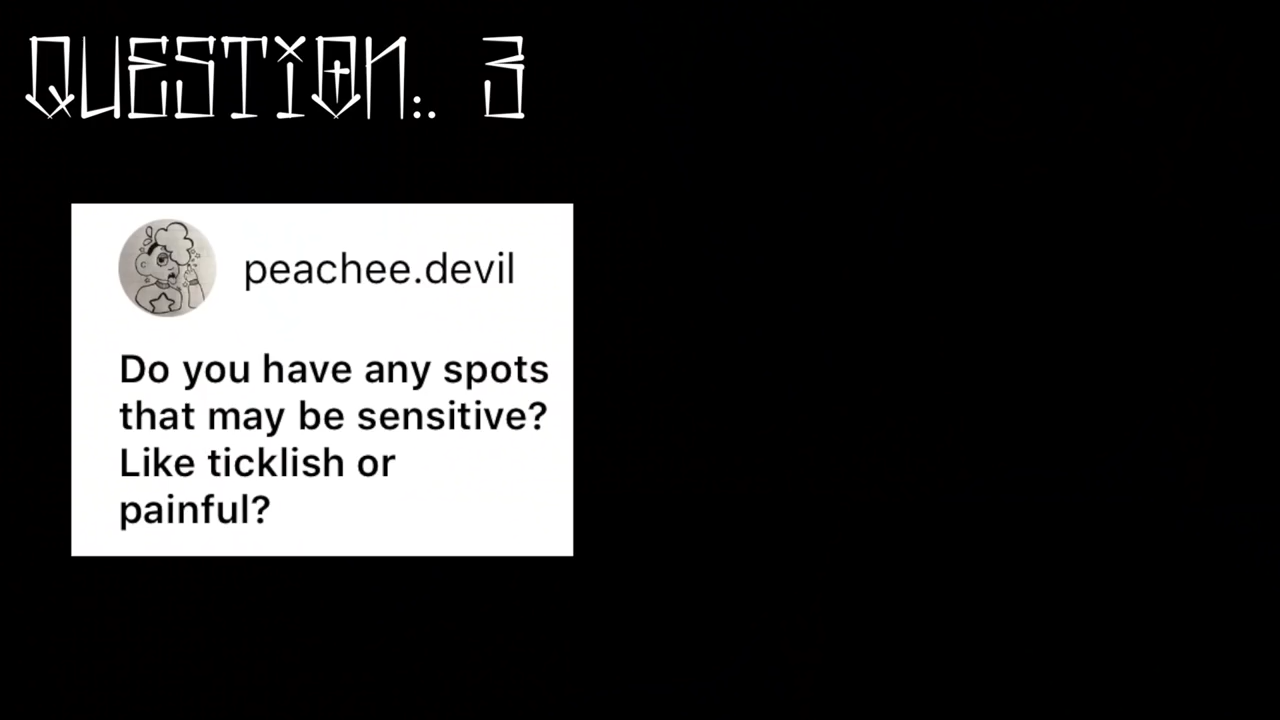 QUESTION:. 3
peachee.devil
Do you have any spots
that may be sensitive?
Like ticklish or
painful?